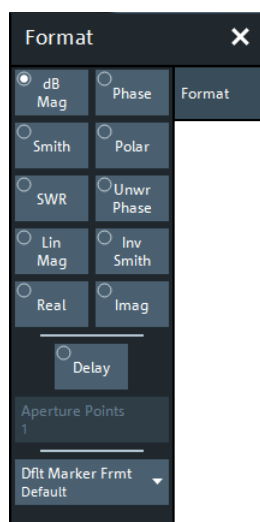 Format
dB
Mag
Phase
Format
Smith
Polar
SWR
Unwr
Phase
Lin
Mag
Inv
Smith
Real
Imag
Delay
Aperture Points
1
Dflt Marker Frmt
Default